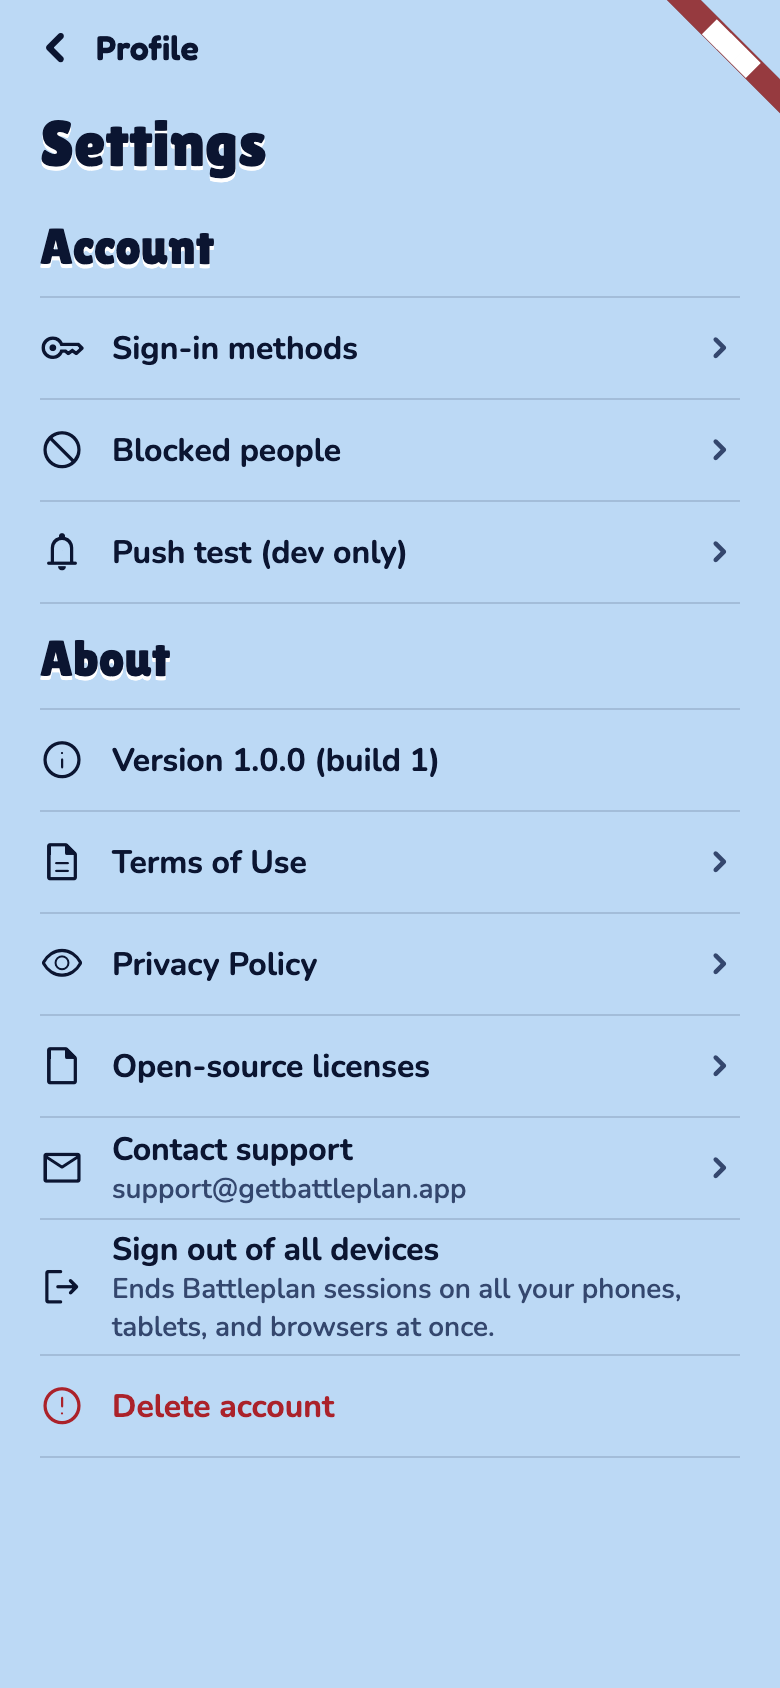 Profile
Settings
Account
Sign-in methods
Blocked people
Push test (dev only)
About
Version 1.0.0 (build 1)
Terms of Use
Privacy Policy
Open-source licenses
Contact support
support@getbattleplan.app
Sign out of all devices
Ends Battleplan sessions on all your phones,
tablets, and browsers at once.
Delete account